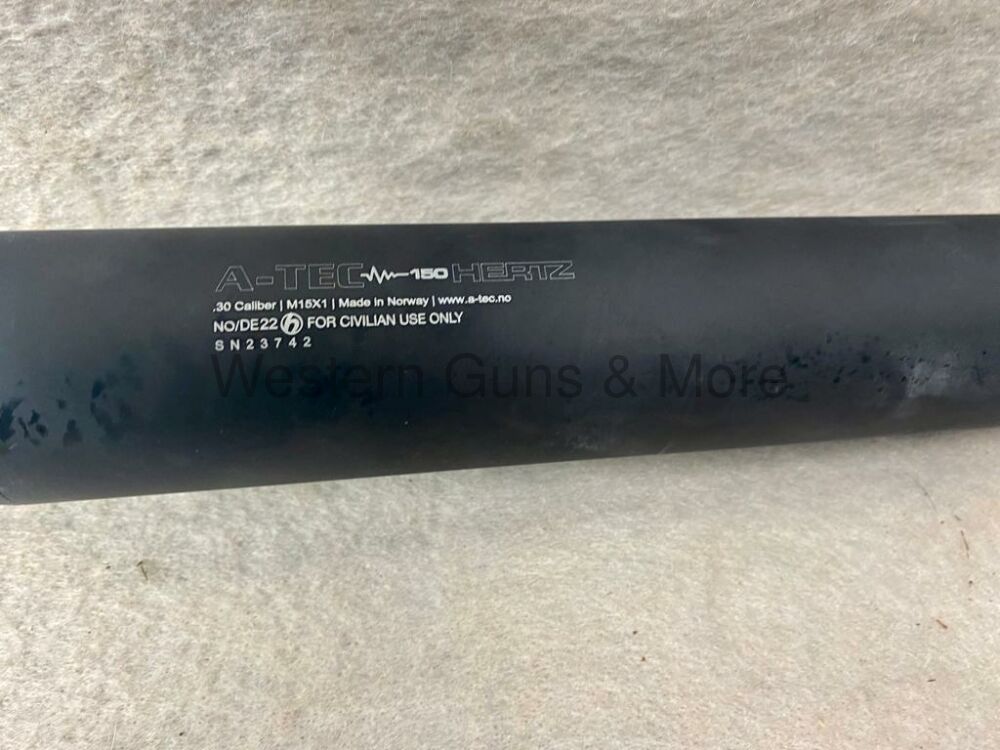 A-TEC 150 HERTZ
.30 Caliber | M15X1 | Made in Norway | www.a-tec.no
NO/DE22 FOR CIVILIAN USE ONLY
SN23742
Western Guns & More